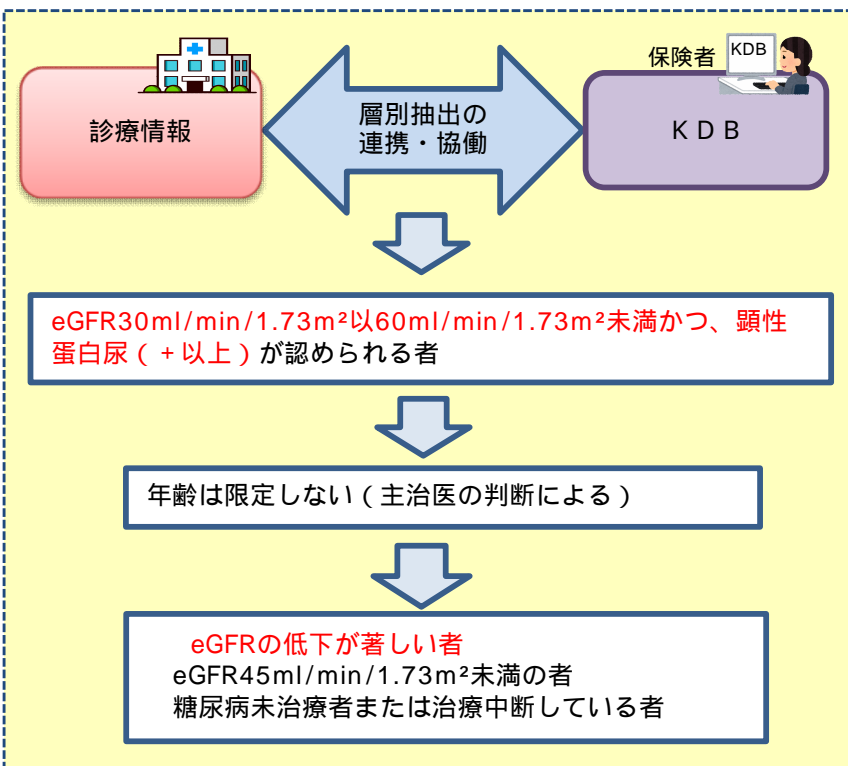 保険者
KDB
診療情報
層別抽出の
連携・協働
ＫＤＢ
eGFR30ml/min/1.73m²以60ml/min/1.73m²未満かつ、顕性
蛋白尿（+以上）が認められる者
年齢は限定しない（主治医の判断による）
eGFRの低下が著しい者
eGFR45ml/min/1.73m²未満の者
糖尿病未治療者または治療中断している者